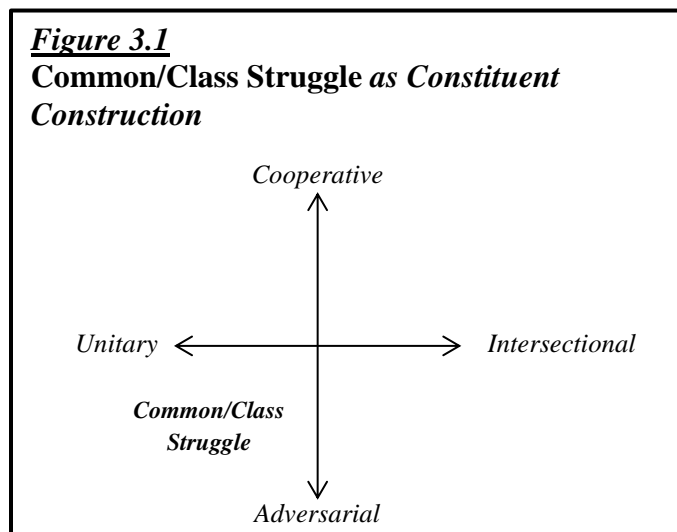 Figure 3.1
Common/Class Struggle as Constituent
Construction
Cooperative
Unitary
Intersectional
Common/Class
Struggle
Adversarial